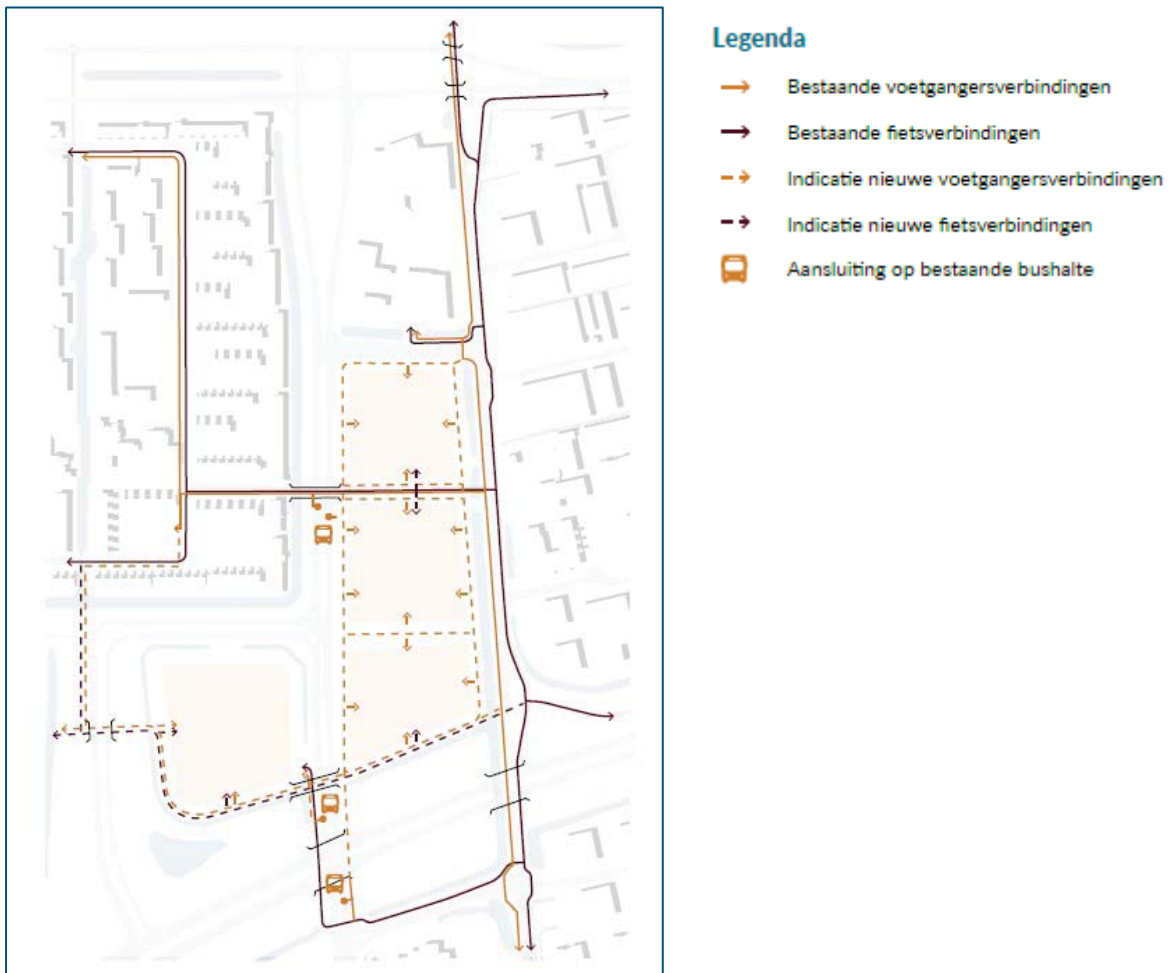 Legenda
Bestaande voetgangersverbindingen
Bestaande fietsverbindingen
Indicatie nieuwe voetgangersverbindingen
Indicatie nieuwe fietsverbindingen
Aansluiting op bestaande bushalte